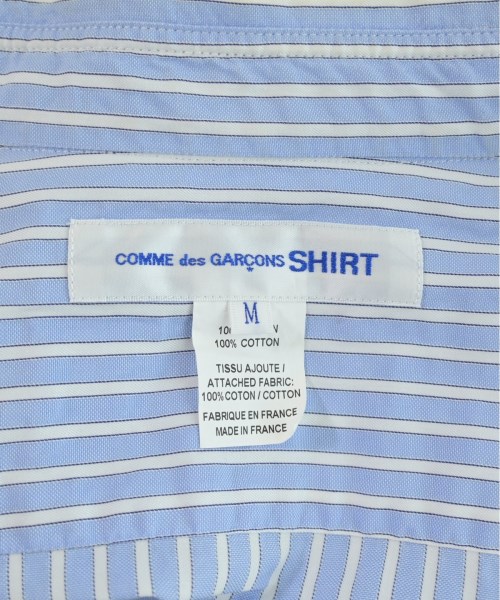 COMME des GARÇONS SHIRT
M
100% COTTON
TISSU AJOUTE /
ATTACHED FABRIC:
100%COTON / COTTON
FABRIQUE EN FRANCE
MADE IN FRANCE